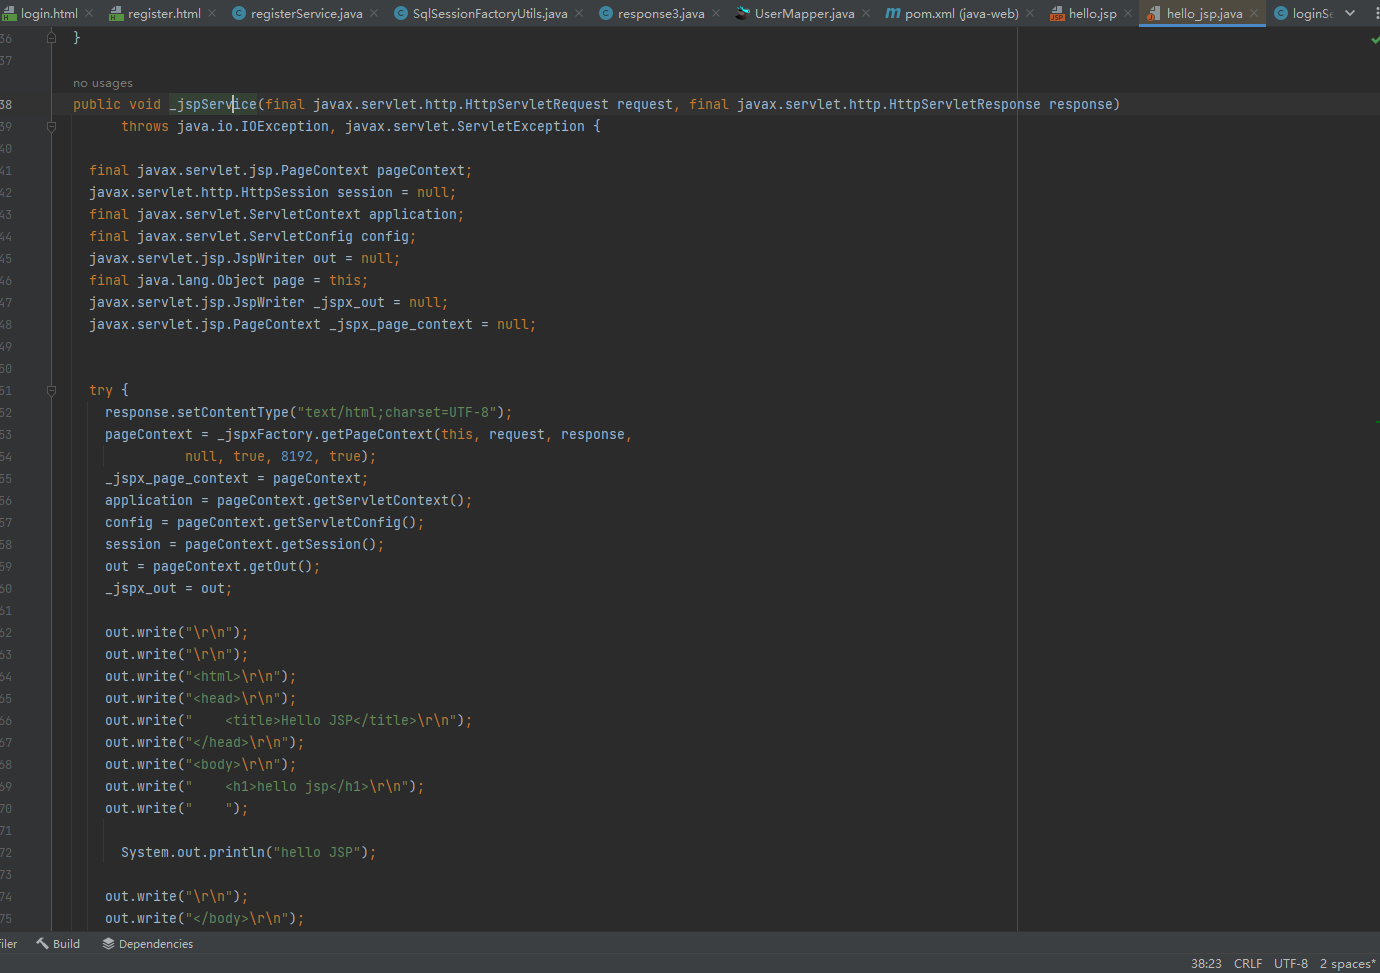 login.html register.html registerService.java SqlSessionFactoryUtils.java response3.java UserMapper.java pom.xml (java-web) hello.jsp hello_jsp.java loginSe
36 }
37
no usages
38 public void _jspService(final javax.servlet.http.HttpServletRequest request, final javax.servlet.http.HttpServletResponse response)
39 throws java.io.IOException, javax.servlet.ServletException {
40
41 final javax.servlet.jsp.PageContext pageContext;
42 javax.servlet.http.HttpSession session = null;
43 final javax.servlet.ServletContext application;
44 final javax.servlet.ServletConfig config;
45 javax.servlet.jsp.JspWriter out = null;
46 final java.lang.Object page = this;
47 javax.servlet.jsp.JspWriter _jspx_out = null;
48 javax.servlet.jsp.PageContext _jspx_page_context = null;
49
50
51 try {
52 response.setContentType("text/html;charset=UTF-8");
53 pageContext = _jspxFactory.getPageContext(this, request, response,
54 null, true, 8192, true);
55 _jspx_page_context = pageContext;
56 application = pageContext.getServletContext();
57 config = pageContext.getServletConfig();
58 session = pageContext.getSession();
59 out = pageContext.getOut();
60 _jspx_out = out;
61
62 out.write("\r\n");
63 out.write("\r\n");
64 out.write("<html>\r\n");
65 out.write("<head>\r\n");
66 out.write("    <title>Hello JSP</title>\r\n");
67 out.write("</head>\r\n");
68 out.write("<body>\r\n");
69 out.write("    <h1>hello jsp</h1>\r\n");
70 out.write("    ");
71
72 System.out.println("hello JSP");
73
74 out.write("\r\n");
75 out.write("</body>\r\n");
filer Build Dependencies
38:23 CRLF UTF-8 2 spaces*